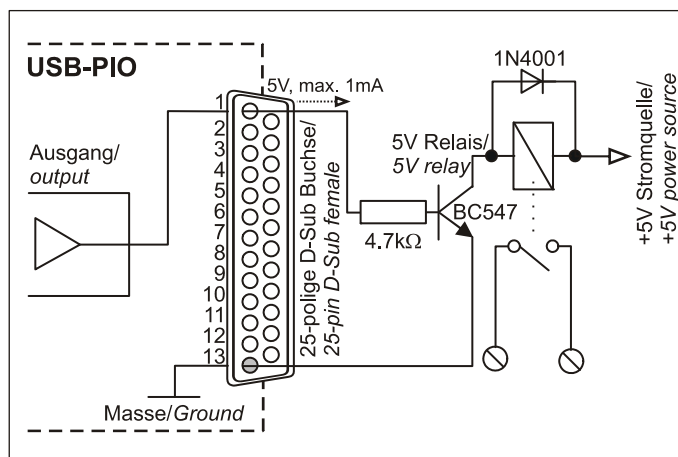 USB-PIO
Ausgang/
output
1
2
3
4
5
6
7
8
9
10
11
12
13
Masse/Ground
5V, max. 1mA
25-polige D-Sub Buchse/
25-pin D-Sub female
4.7kΩ
BC547
5V Relais/
5V relay
1N4001
+5V Stromquelle/
+5V power source